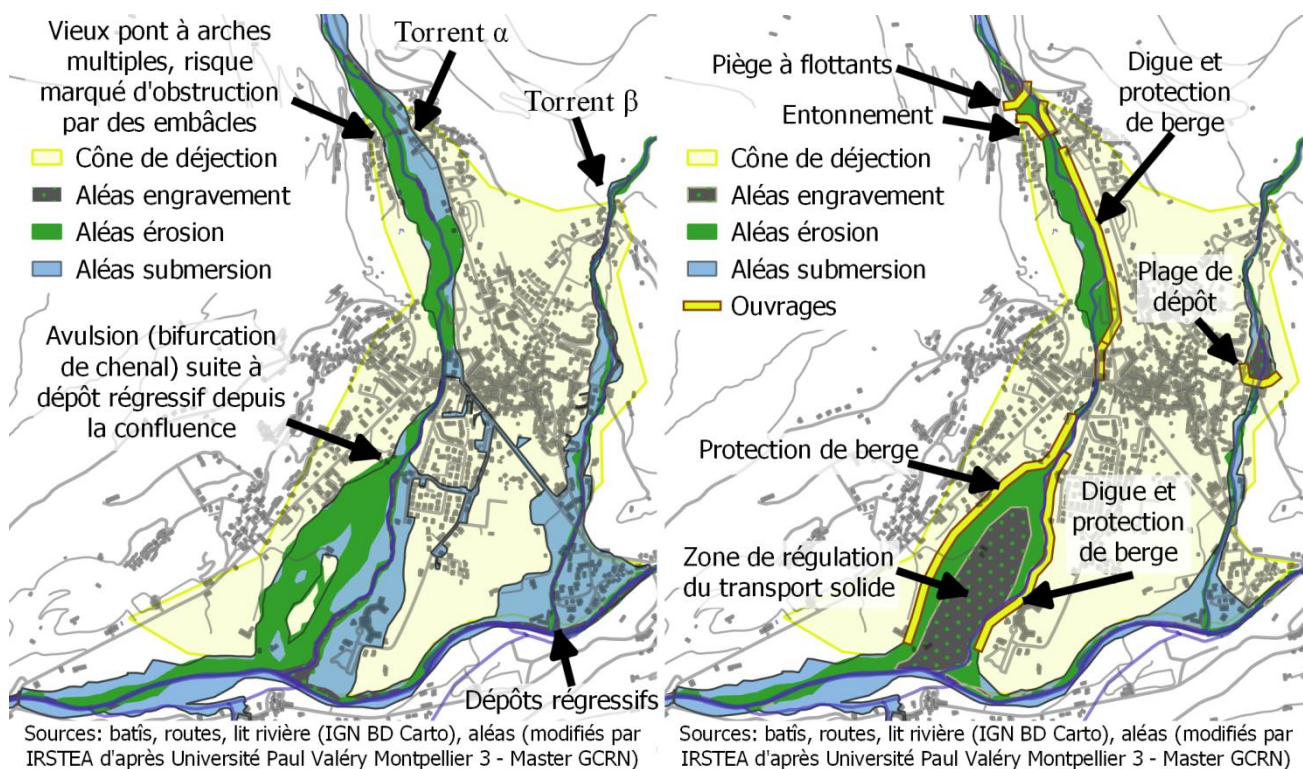 Vieux pont à arches
multiples, risque
marqué d'obstruction
par des embâcles
Torrent α
Torrent β
Cône de déjection
Aléas engravement
Aléas érosion
Aléas submersion
Avulsion (bifurcation
de chenal) suite à
dépôt régressif depuis
la confluence
Dépôts régressifs
Sources: batîs, routes, lit rivière (IGN BD Carto), aléas (modifiés par
IRSTEA d'après Université Paul Valéry Montpellier 3 - Master GCRN)
Piège à flottants
Entonnement
Digue et
protection
de berge
Cône de déjection
Aléas engravement
Aléas érosion
Aléas submersion
Ouvrages
Plage de
dépôt
Protection de berge
Digue et
protection
de berge
Zone de régulation
du transport solide
Sources: batîs, routes, lit rivière (IGN BD Carto), aléas (modifiés par
IRSTEA d'après Université Paul Valéry Montpellier 3 - Master GCRN)